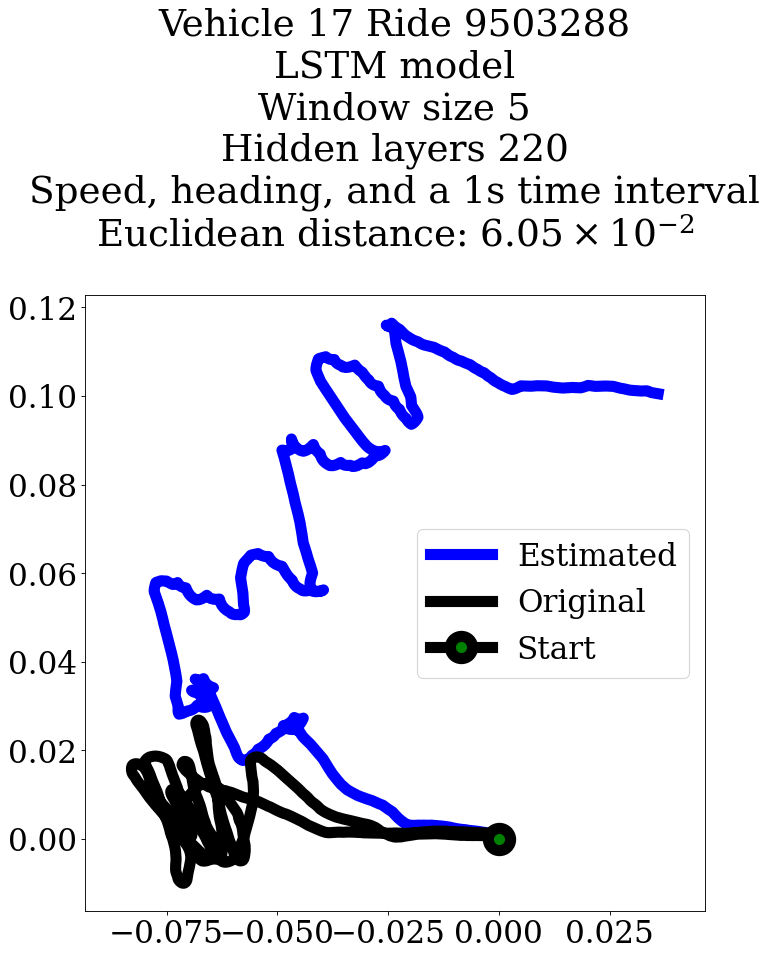 Vehicle 17 Ride 9503288
LSTM model
Window size 5
Hidden layers 220
Speed, heading, and a 1s time interval
Euclidean distance: 6.05 × 10⁻²
0.12
0.10
0.08
0.06
0.04
0.02
0.00
Estimated
Original
Start
−0.075 −0.050 −0.025 0.000 0.025